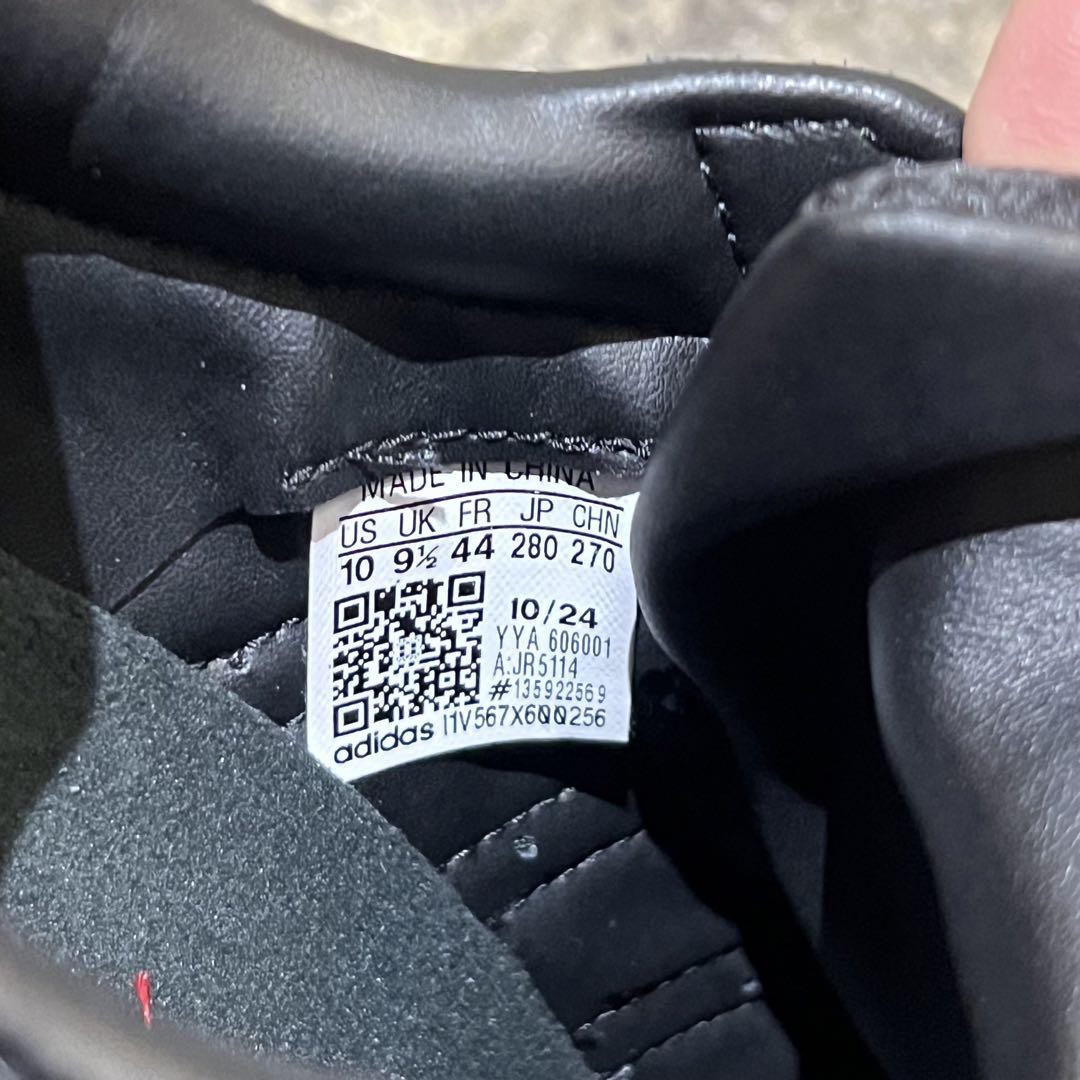 MADE IN CHINA
US UK FR JP CHN
10 9½ 44 280 270
10/24
YYA 606001
A:JR5114
#135922569
adidas I1V567X6QQ256